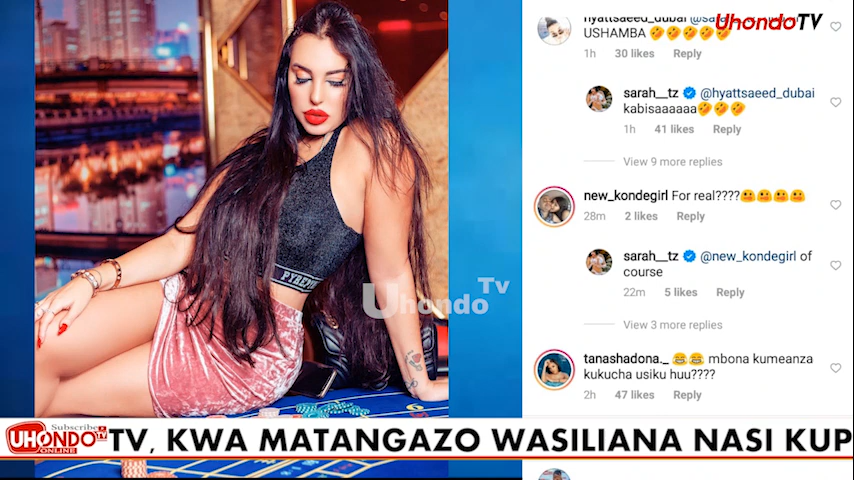 UhondoTV
hyattsaeed_dubai
USHAMBA 🤣🤣🤣🤣🤣
1h 30 likes Reply
sarah__tz @hyattsaeed_dubai
kabisaaaaaa🤣🤣🤣
1h 41 likes Reply
View 9 more replies
new_kondegirl For real????😲😲😲😲
28m 2 likes Reply
sarah__tz @new_kondegirl of
course
22m 5 likes Reply
View 3 more replies
tanashadona._ 😂😂 mbona kumeanza
kukucha usiku huu????
2h 47 likes Reply
Uhondo Tv
Subscribe
UHONDO TV
ONLINE
TV, KWA MATANGAZO WASILIANA NASI KUP